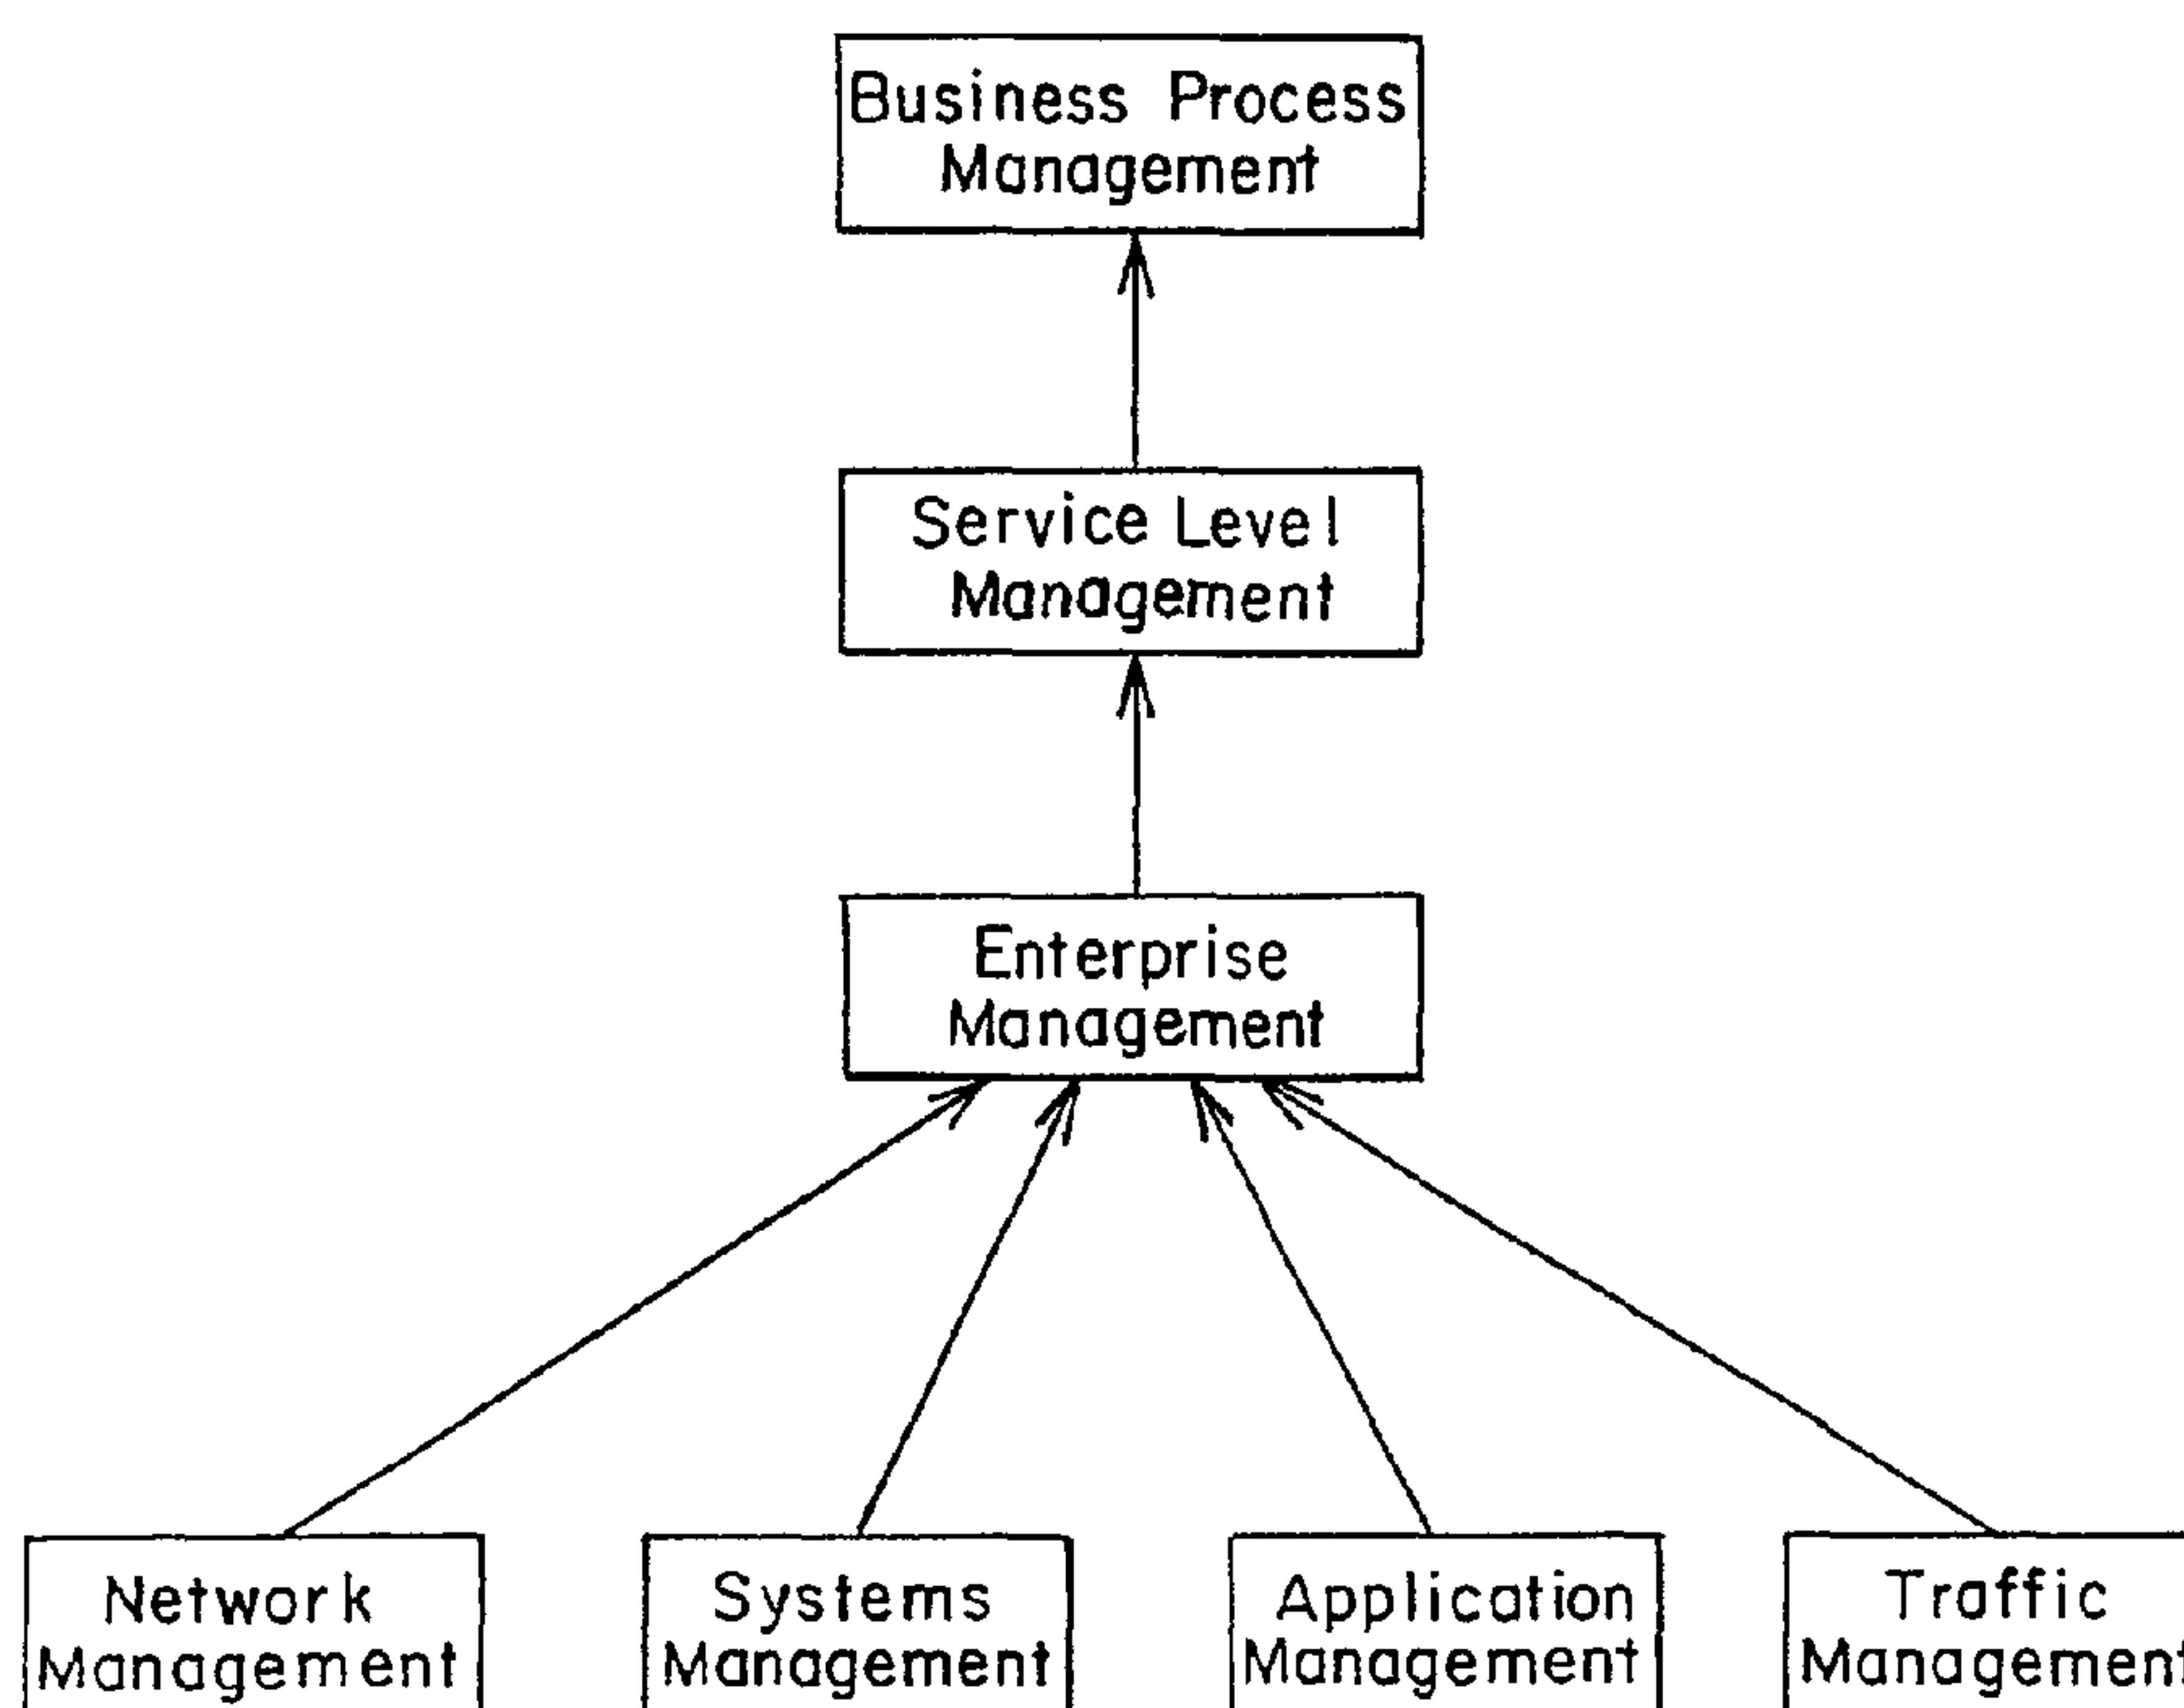 Business Process
Management
Service Level
Management
Enterprise
Management
Network
Management
Systems
Management
Application
Management
Traffic
Management